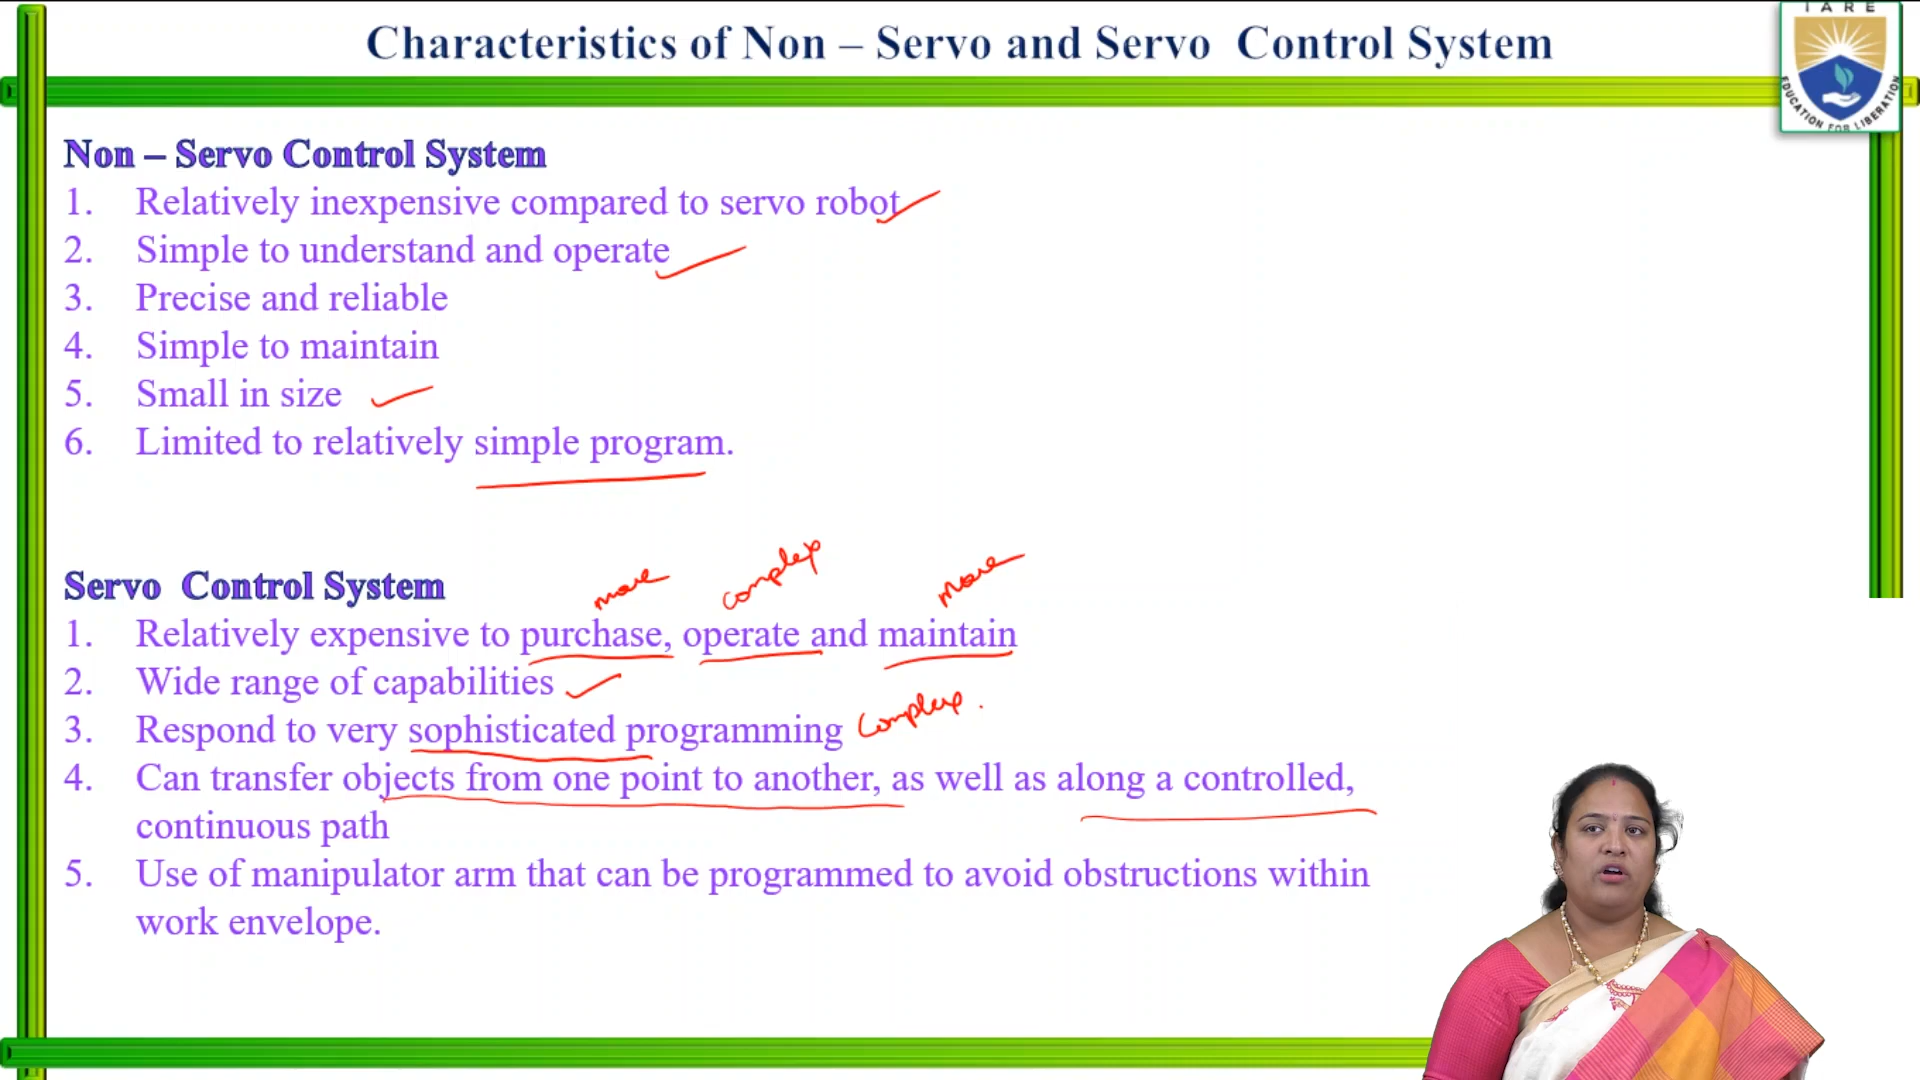 IARE
Characteristics of Non – Servo and Servo Control System
EDUCATION FOR LIBERATION
Non – Servo Control System
1. Relatively inexpensive compared to servo robot
2. Simple to understand and operate
3. Precise and reliable
4. Simple to maintain
5. Small in size
6. Limited to relatively simple program.
more complex more
Servo Control System
1. Relatively expensive to purchase, operate and maintain
2. Wide range of capabilities
3. Respond to very sophisticated programming complex.
4. Can transfer objects from one point to another, as well as along a controlled,
continuous path
5. Use of manipulator arm that can be programmed to avoid obstructions within
work envelope.